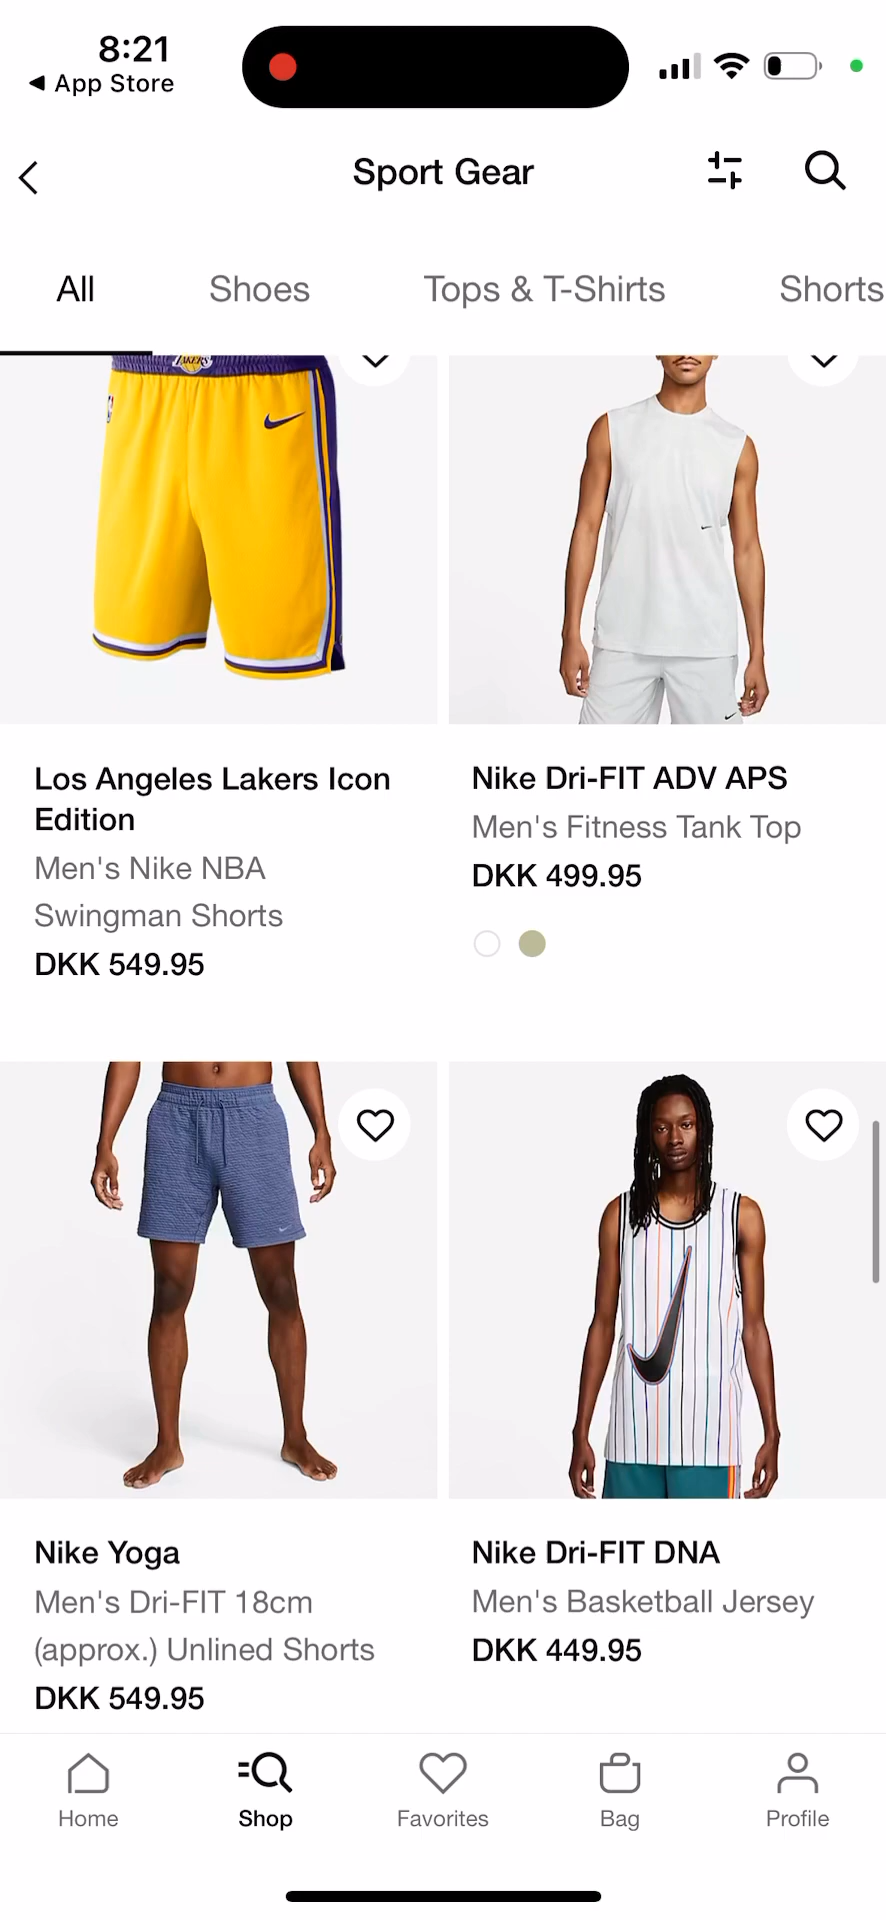 8:21
App Store
Sport Gear
All
Shoes
Tops & T-Shirts
Shorts
LAKERS
Los Angeles Lakers Icon
Edition
Men's Nike NBA
Swingman Shorts
DKK 549.95
Nike Dri-FIT ADV APS
Men's Fitness Tank Top
DKK 499.95
Nike Yoga
Men's Dri-FIT 18cm
(approx.) Unlined Shorts
DKK 549.95
Nike Dri-FIT DNA
Men's Basketball Jersey
DKK 449.95
Home
Shop
Favorites
Bag
Profile